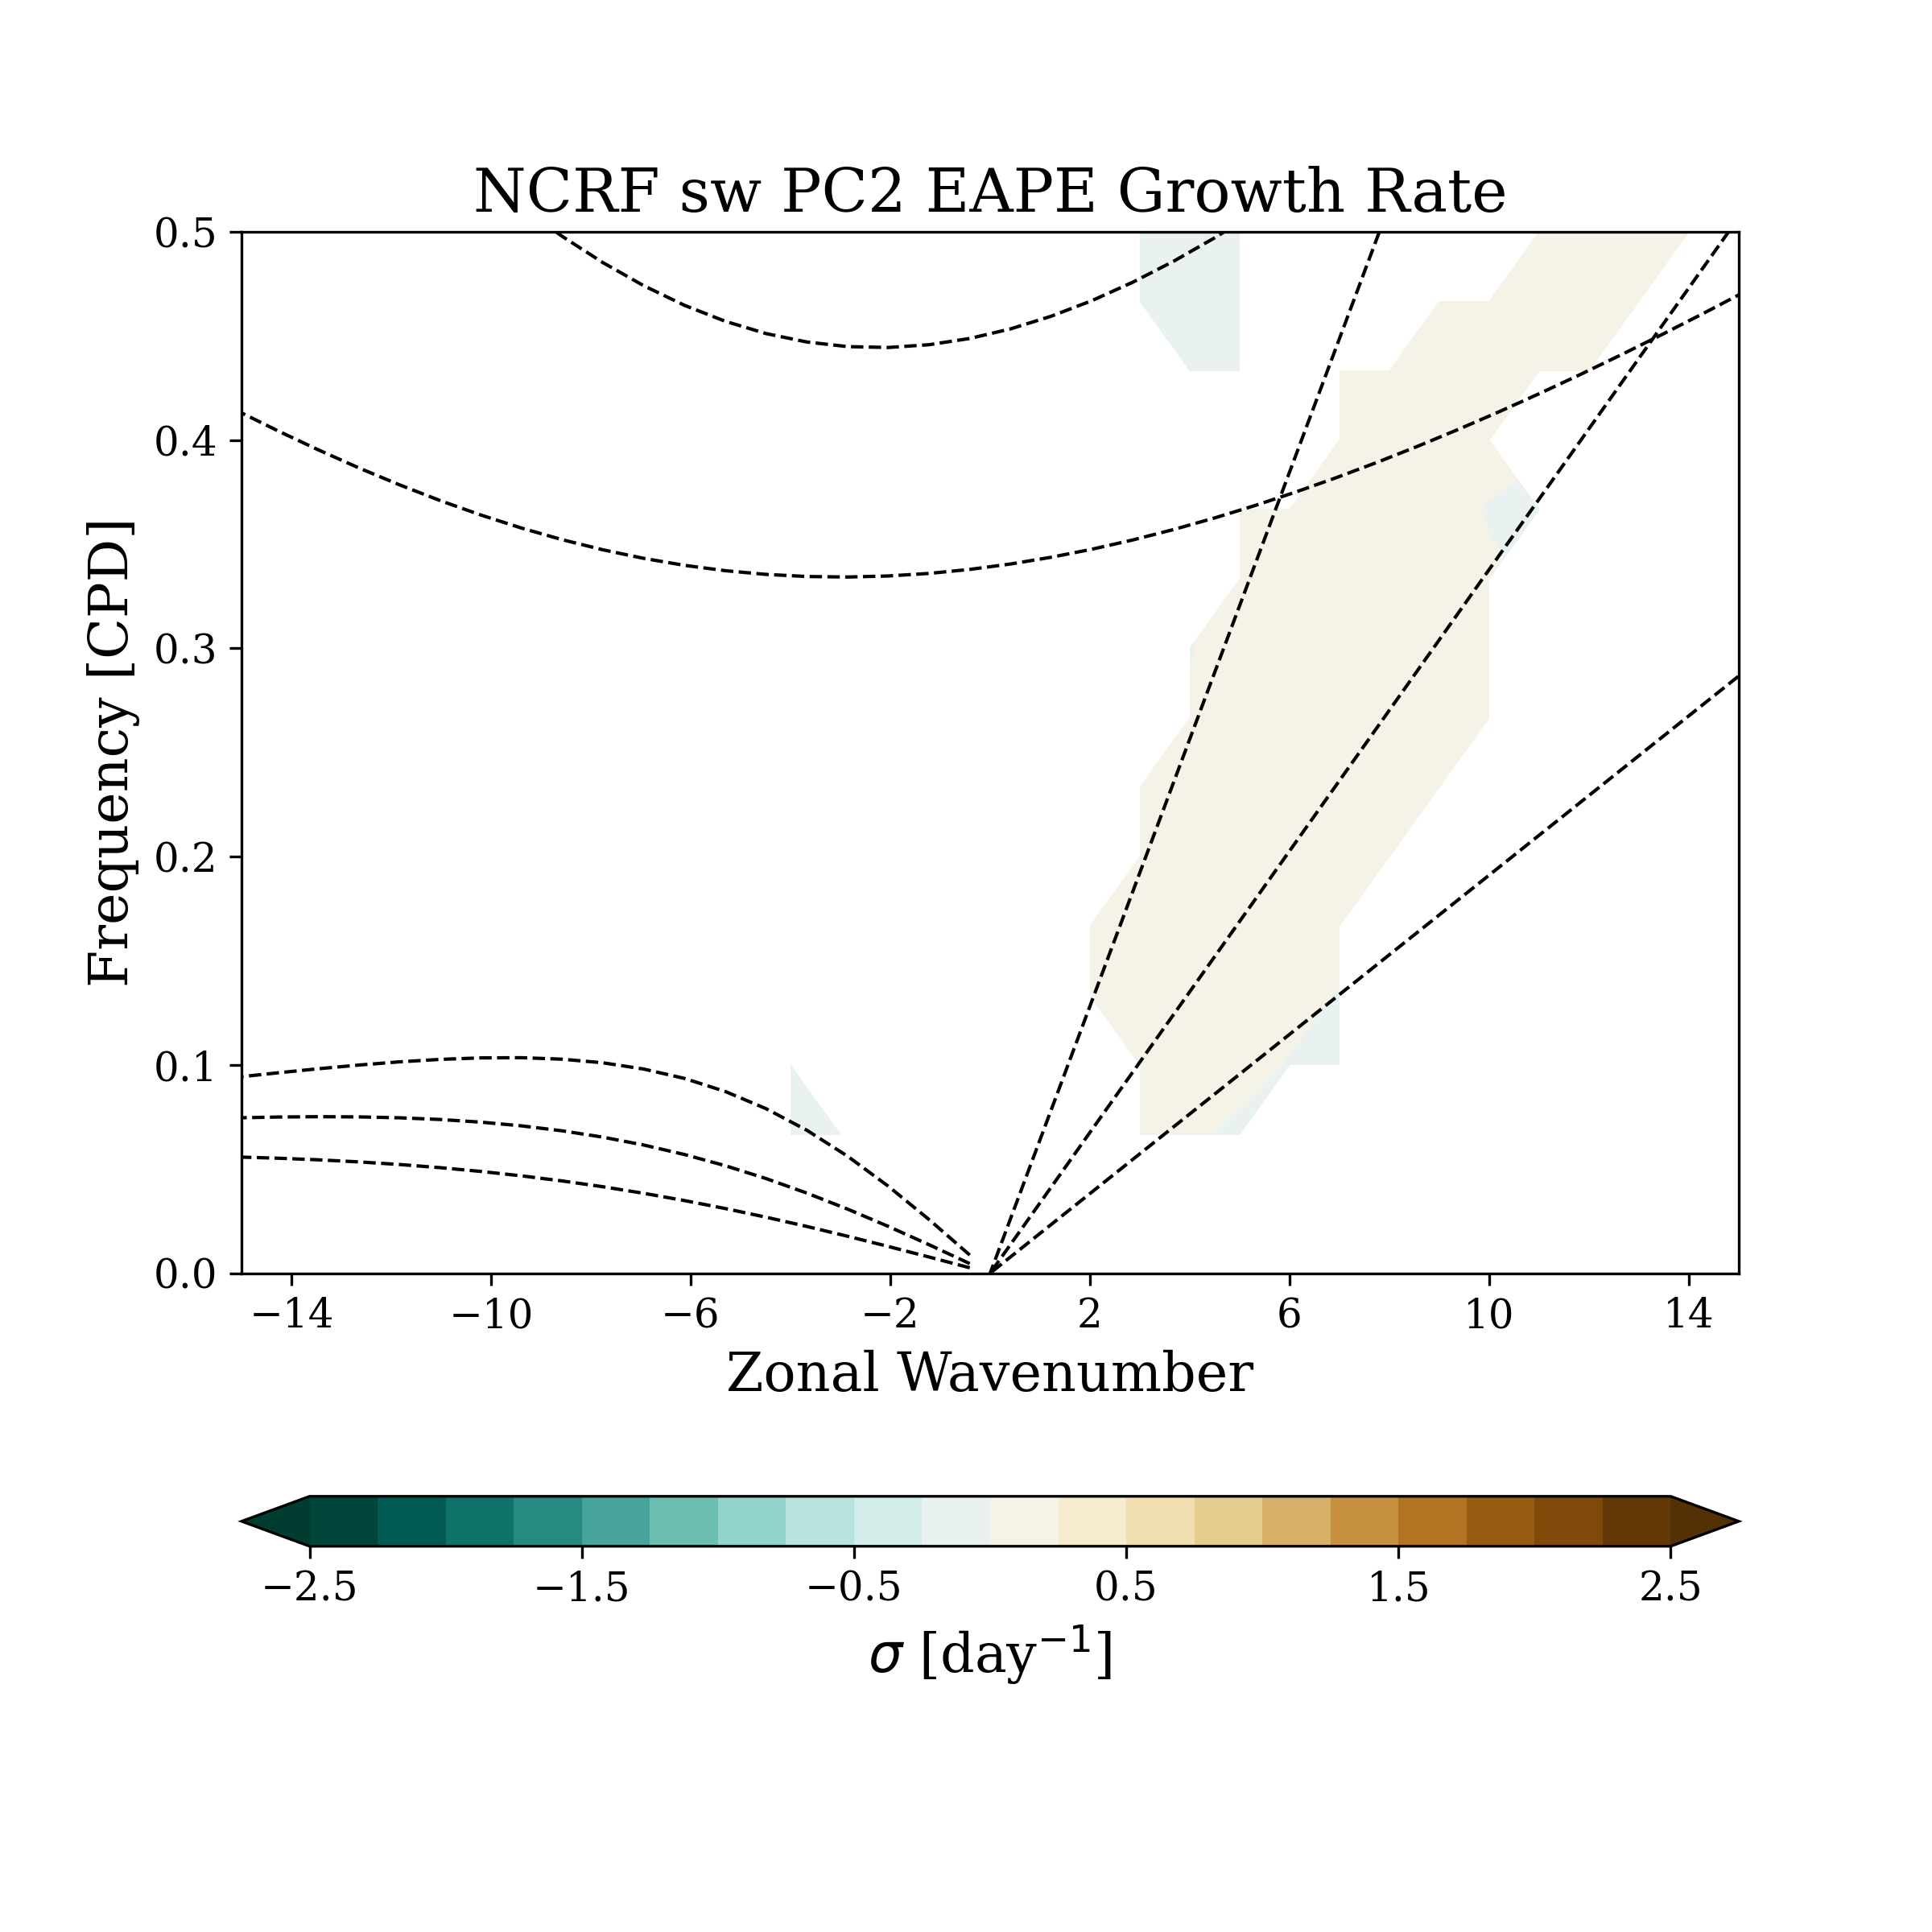 NCRF sw PC2 EAPE Growth Rate
0.5
0.4
0.3
0.2
0.1
0.0
Frequency [CPD]
−14 −10 −6 −2 2 6 10 14
Zonal Wavenumber
−2.5 −1.5 −0.5 0.5 1.5 2.5
σ [day⁻¹]